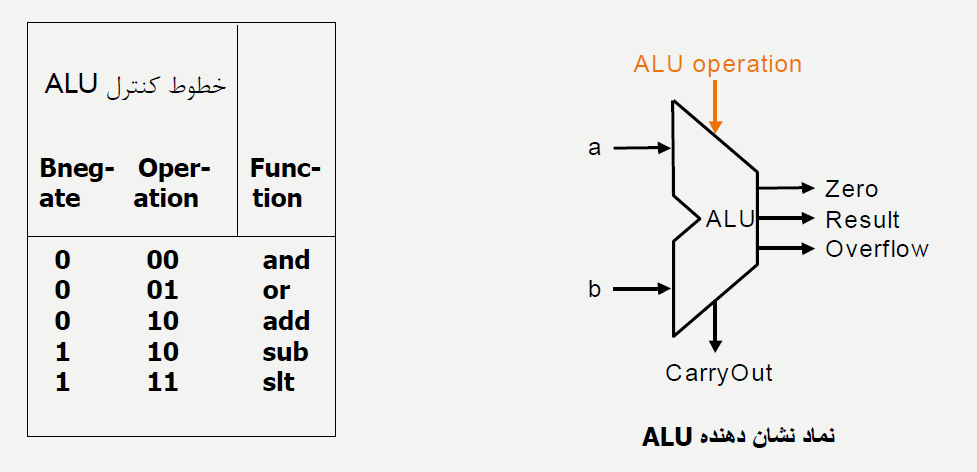 خطوط کنترل ALU
Bneg- Oper- Func-
ate ation tion
0 00 and
0 01 or
0 10 add
1 10 sub
1 11 slt
ALU operation
a
ALU
b
Zero
Result
Overflow
CarryOut
نماد نشان دهنده ALU